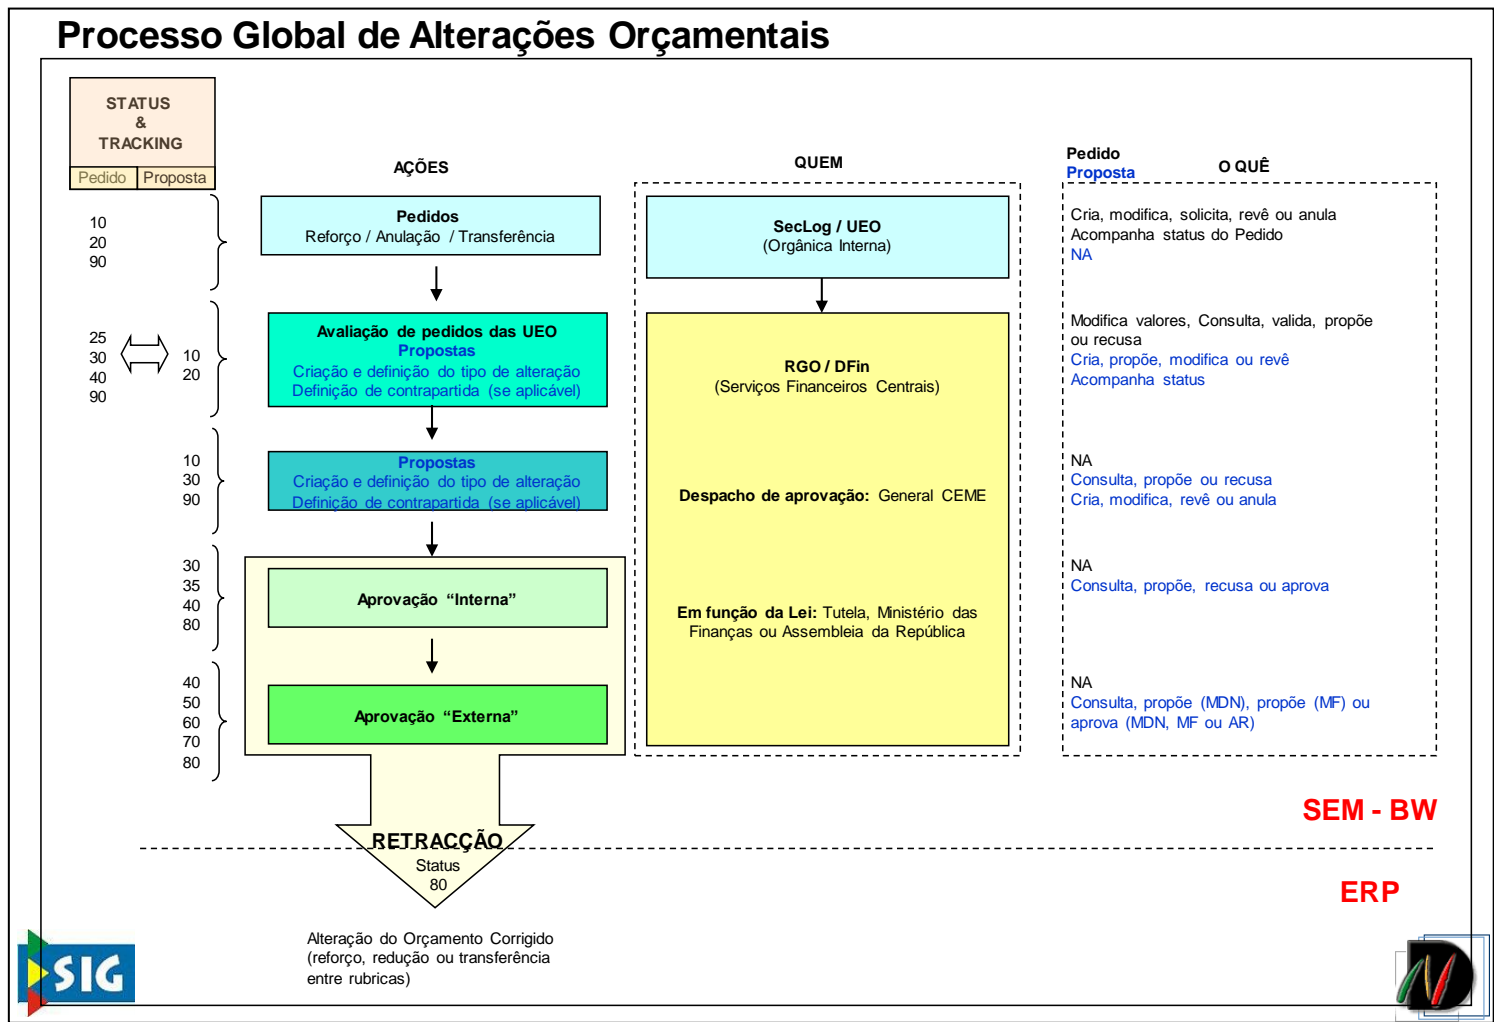 Processo Global de Alterações Orçamentais
STATUS
&
TRACKING
Pedido Proposta
AÇÕES
QUEM
Pedido
Proposta
O QUÊ
10
20
90
Pedidos
Reforço / Anulação / Transferência
SecLog / UEO
(Orgânica Interna)
Cria, modifica, solicita, revê ou anula
Acompanha status do Pedido
NA
25
30
40
90
10
20
Avaliação de pedidos das UEO
Propostas
Criação e definição do tipo de alteração
Definição de contrapartida (se aplicável)
RGO / DFin
(Serviços Financeiros Centrais)
Modifica valores, Consulta, valida, propõe
ou recusa
Cria, propõe, modifica ou revê
Acompanha status
10
30
90
Propostas
Criação e definição do tipo de alteração
Definição de contrapartida (se aplicável)
Despacho de aprovação: General CEME
NA
Consulta, propõe ou recusa
Cria, modifica, revê ou anula
30
35
40
80
Aprovação “Interna”
Em função da Lei: Tutela, Ministério das
Finanças ou Assembleia da República
NA
Consulta, propõe, recusa ou aprova
40
50
60
70
80
Aprovação “Externa”
NA
Consulta, propõe (MDN), propõe (MF) ou
aprova (MDN, MF ou AR)
SEM - BW
RETRACÇÃO
Status
80
ERP
Alteração do Orçamento Corrigido
(reforço, redução ou transferência
entre rubricas)
SIG